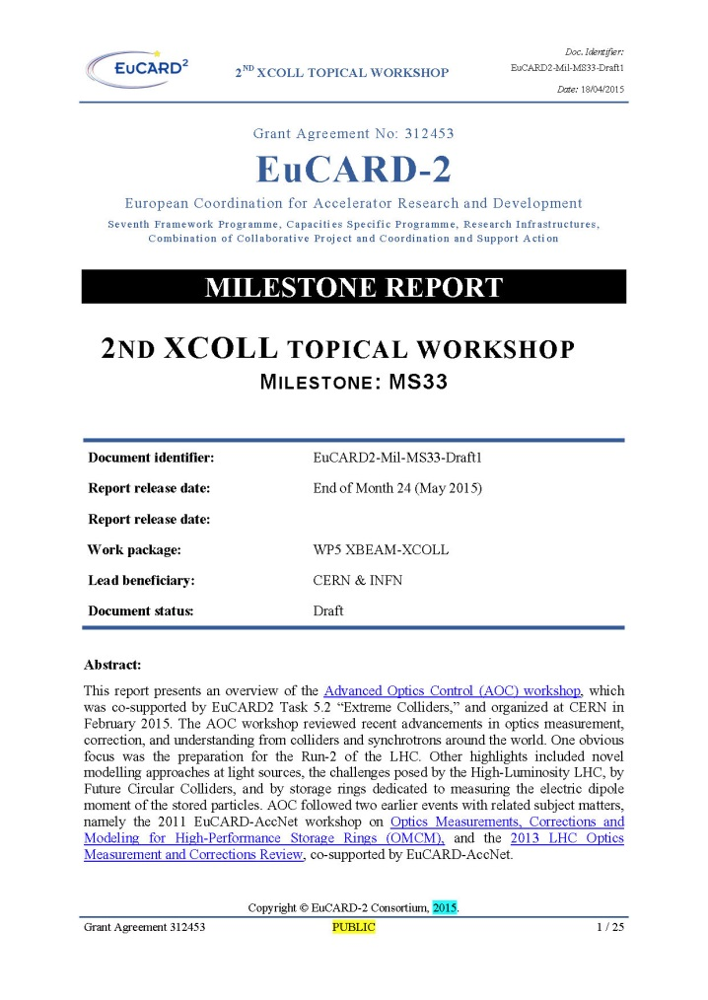 Doc. Identifier:
EuCARD²
2ND XCOLL TOPICAL WORKSHOP
EuCARD2-Mil-MS33-Draft1
Date: 18/04/2015
Grant Agreement No: 312453
EuCARD-2
European Coordination for Accelerator Research and Development
Seventh Framework Programme, Capacities Specific Programme, Research Infrastructures,
Combination of Collaborative Project and Coordination and Support Action
MILESTONE REPORT
2ND XCOLL TOPICAL WORKSHOP
MILESTONE: MS33
Document identifier: EuCARD2-Mil-MS33-Draft1
Report release date: End of Month 24 (May 2015)
Report release date:
Work package: WP5 XBEAM-XCOLL
Lead beneficiary: CERN & INFN
Document status: Draft
Abstract:
This report presents an overview of the Advanced Optics Control (AOC) workshop, which
was co-supported by EuCARD2 Task 5.2 “Extreme Colliders,” and organized at CERN in
February 2015. The AOC workshop reviewed recent advancements in optics measurement,
correction, and understanding from colliders and synchrotrons around the world. One obvious
focus was the preparation for the Run-2 of the LHC. Other highlights included novel
modelling approaches at light sources, the challenges posed by the High-Luminosity LHC, by
Future Circular Colliders, and by storage rings dedicated to measuring the electric dipole
moment of the stored particles. AOC followed two earlier events with related subject matters,
namely the 2011 EuCARD-AccNet workshop on Optics Measurements, Corrections and
Modeling for High-Performance Storage Rings (OMCM), and the 2013 LHC Optics
Measurement and Corrections Review, co-supported by EuCARD-AccNet.
Copyright © EuCARD-2 Consortium, 2015.
Grant Agreement 312453 PUBLIC 1 / 25